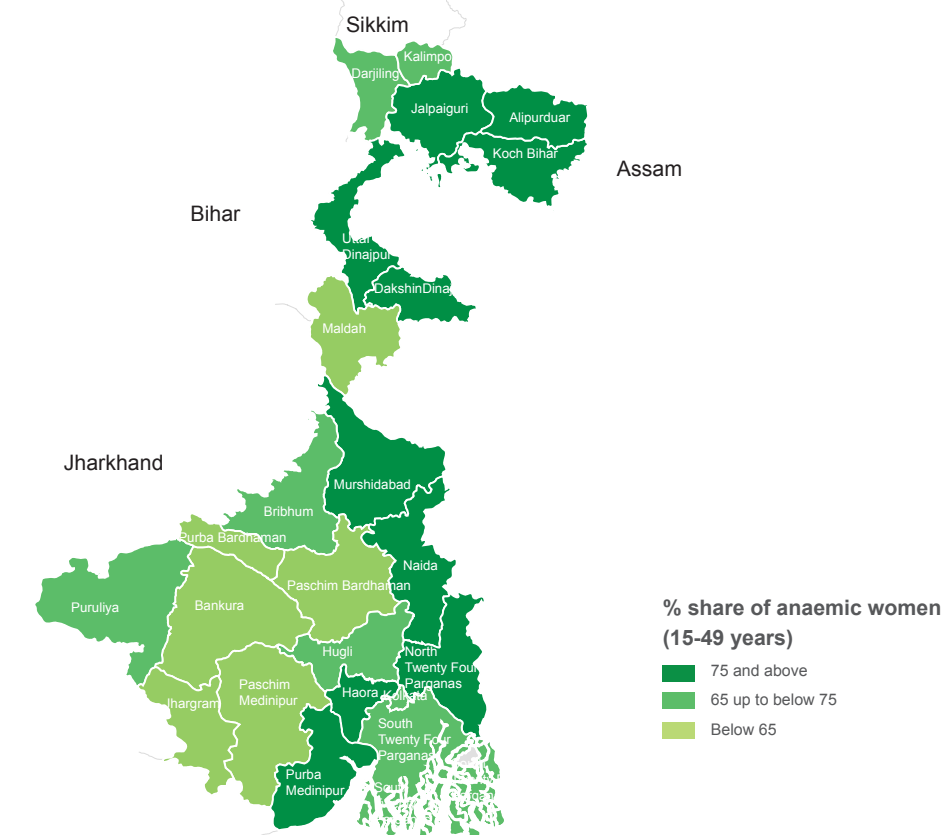 Sikkim
Kalimpo
Darjiling
Jalpaiguri
Alipurduar
Koch Bihar
Assam
Bihar
Uttar
Dinajpur
DakshinDinaj
Maldah
Jharkhand
Murshidabad
Bribhum
Purba Bardhaman
Naida
Paschim Bardhaman
Puruliya
Bankura
Hugli
North
Twenty Four
Parganas
Paschim
Medinipur
Haora
Kolkata
Jhargram
South
Twenty Four
Parganas
Purba
Medinipur
South
% share of anaemic women
(15-49 years)
75 and above
65 up to below 75
Below 65